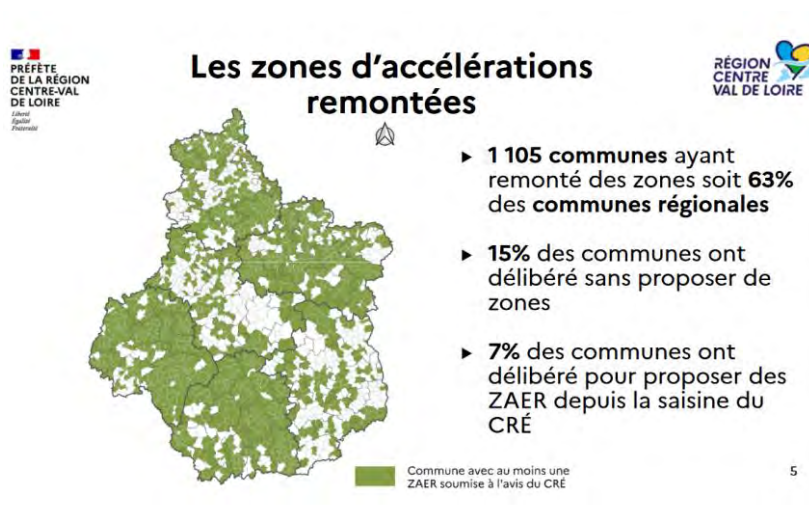 PRÉFÈTE
DE LA RÉGION
CENTRE-VAL
DE LOIRE
Liberté
Égalité
Fraternité
Les zones d’accélérations
remontées
RÉGION
CENTRE
VAL DE LOIRE
► 1 105 communes ayant
remonté des zones soit 63%
des communes régionales
► 15% des communes ont
délibéré sans proposer de
zones
► 7% des communes ont
délibéré pour proposer des
ZAER depuis la saisine du
CRÉ
Commune avec au moins une
ZAER soumise à l'avis du CRÉ
5